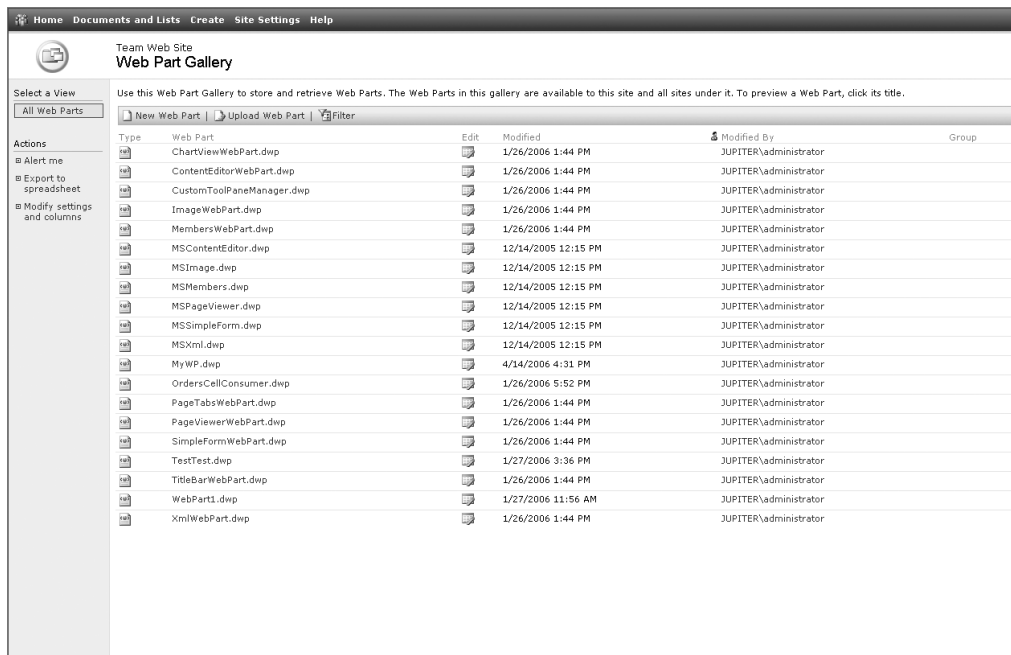 Home Documents and Lists Create Site Settings Help
Team Web Site
Web Part Gallery
Select a View
All Web Parts
Actions
Alert me
Export to
spreadsheet
Modify settings
and columns
Use this Web Part Gallery to store and retrieve Web Parts. The Web Parts in this gallery are available to this site and all sites under it. To preview a Web Part, click its title.
New Web Part | Upload Web Part | Filter
Type Web Part Edit Modified Modified By Group
ChartViewWebPart.dwp 1/26/2006 1:44 PM JUPITER\administrator
ContentEditorWebPart.dwp 1/26/2006 1:44 PM JUPITER\administrator
CustomToolPaneManager.dwp 1/26/2006 1:44 PM JUPITER\administrator
ImageWebPart.dwp 1/26/2006 1:44 PM JUPITER\administrator
MembersWebPart.dwp 1/26/2006 1:44 PM JUPITER\administrator
MSContentEditor.dwp 12/14/2005 12:15 PM JUPITER\administrator
MSImage.dwp 12/14/2005 12:15 PM JUPITER\administrator
MSMembers.dwp 12/14/2005 12:15 PM JUPITER\administrator
MSPageViewer.dwp 12/14/2005 12:15 PM JUPITER\administrator
MSSimpleForm.dwp 12/14/2005 12:15 PM JUPITER\administrator
MSXml.dwp 12/14/2005 12:15 PM JUPITER\administrator
MyWP.dwp 4/14/2006 4:31 PM JUPITER\administrator
OrdersCellConsumer.dwp 1/26/2006 5:52 PM JUPITER\administrator
PageTabsWebPart.dwp 1/26/2006 1:44 PM JUPITER\administrator
PageViewerWebPart.dwp 1/26/2006 1:44 PM JUPITER\administrator
SimpleFormWebPart.dwp 1/26/2006 1:44 PM JUPITER\administrator
TestTest.dwp 1/27/2006 3:36 PM JUPITER\administrator
TitleBarWebPart.dwp 1/26/2006 1:44 PM JUPITER\administrator
WebPart1.dwp 1/27/2006 11:56 AM JUPITER\administrator
XmlWebPart.dwp 1/26/2006 1:44 PM JUPITER\administrator